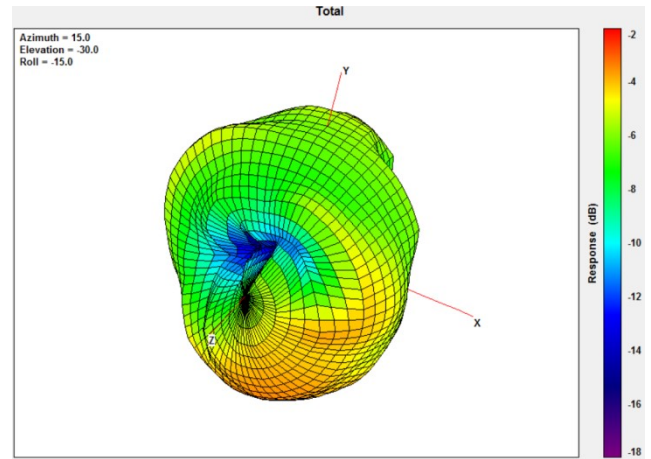 Total
Azimuth = 15.0
Elevation = -30.0
Roll = -15.0
Y
X
Z
-2
-4
-6
-8
-10
-12
-14
-16
-18
Response (dB)